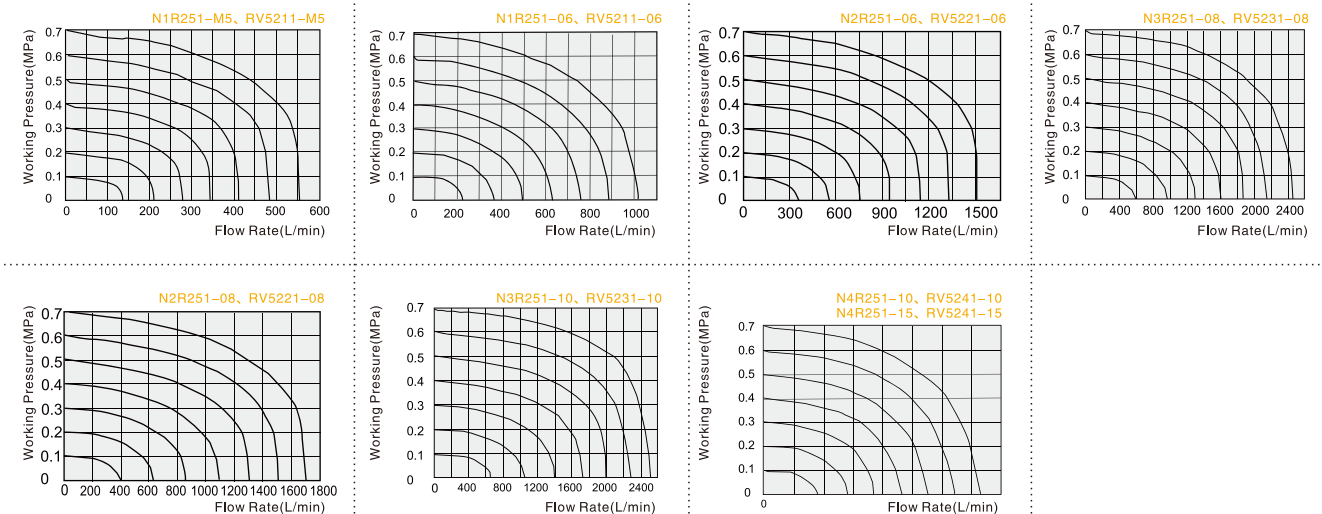 N1R251-M5、RV5211-M5
Working Pressure(MPa)
0.7
0.6
0.5
0.4
0.3
0.2
0.1
0
0 100 200 300 400 500 600
Flow Rate(L/min)
N1R251-06、RV5211-06
Working Pressure(MPa)
0.7
0.6
0.5
0.4
0.3
0.2
0.1
0
0 200 400 600 800 1000
Flow Rate(L/min)
N2R251-06、RV5221-06
Working Pressure(MPa)
0.7
0.6
0.5
0.4
0.3
0.2
0.1
0
0 300 600 900 1200 1500
Flow Rate(L/min)
N3R251-08、RV5231-08
Working Pressure(MPa)
0.7
0.6
0.5
0.4
0.3
0.2
0.1
0
0 400 800 1200 1600 2000 2400
Flow Rate(L/min)
N2R251-08、RV5221-08
Working Pressure(MPa)
0.7
0.6
0.5
0.4
0.3
0.2
0.1
0
0 200 400 600 800 1000 1200 1400 1600 1800
Flow Rate(L/min)
N3R251-10、RV5231-10
Working Pressure(MPa)
0.7
0.6
0.5
0.4
0.3
0.2
0.1
0
0 400 800 1200 1600 2000 2400
Flow Rate(L/min)
N4R251-10、RV5241-10
N4R251-15、RV5241-15
Working Pressure(MPa)
0.7
0.6
0.5
0.4
0.3
0.2
0.1
0
0
Flow Rate(L/min)